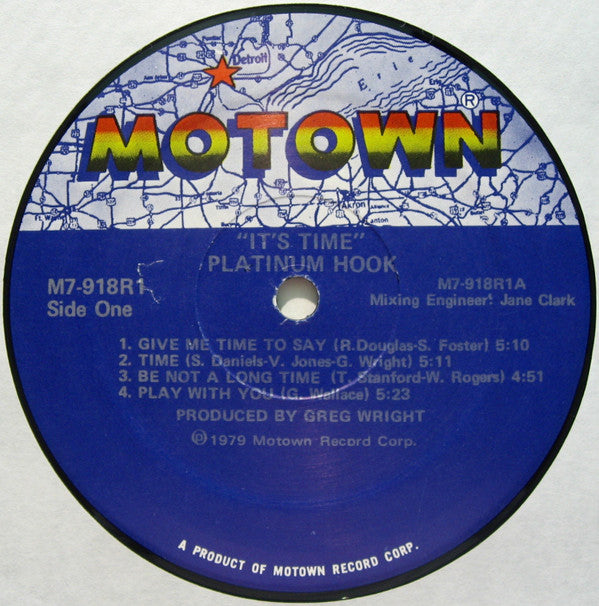 Detroit
Erie
MOTOWN®
Akron
Canton
"IT'S TIME"
PLATINUM HOOK
M7-918R1
Side One
M7-918R1A
Mixing Engineer: Jane Clark
1. GIVE ME TIME TO SAY (R.Douglas-S. Foster) 5:10
2. TIME (S. Daniels-V. Jones-G. Wright) 5:11
3. BE NOT A LONG TIME (T. Stanford-W. Rogers) 4:51
4. PLAY WITH YOU (G. Wallace) 5:23
PRODUCED BY GREG WRIGHT
℗1979 Motown Record Corp.
A PRODUCT OF MOTOWN RECORD CORP.